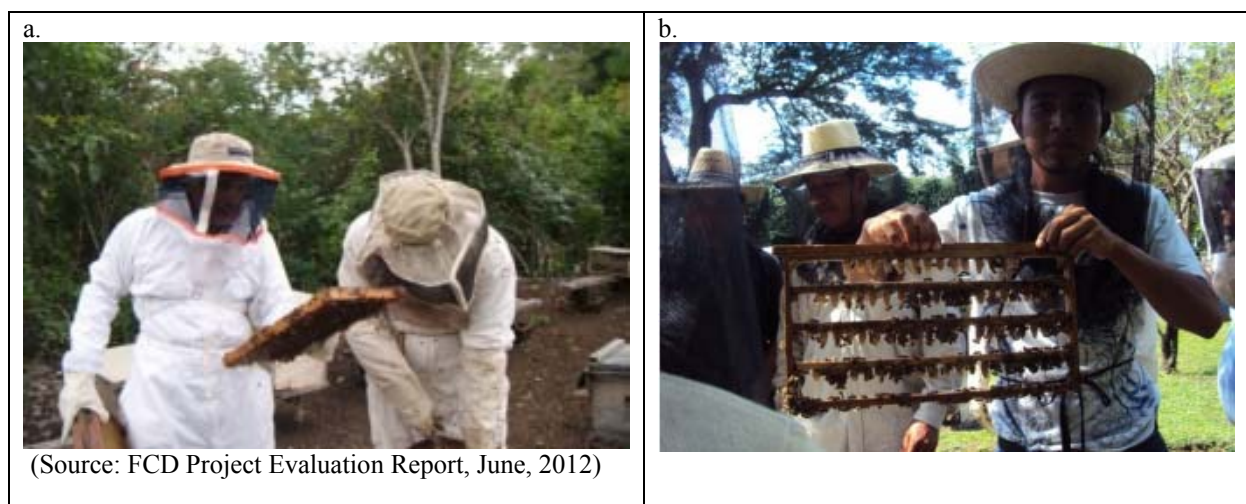 a.
b.
(Source: FCD Project Evaluation Report, June, 2012)